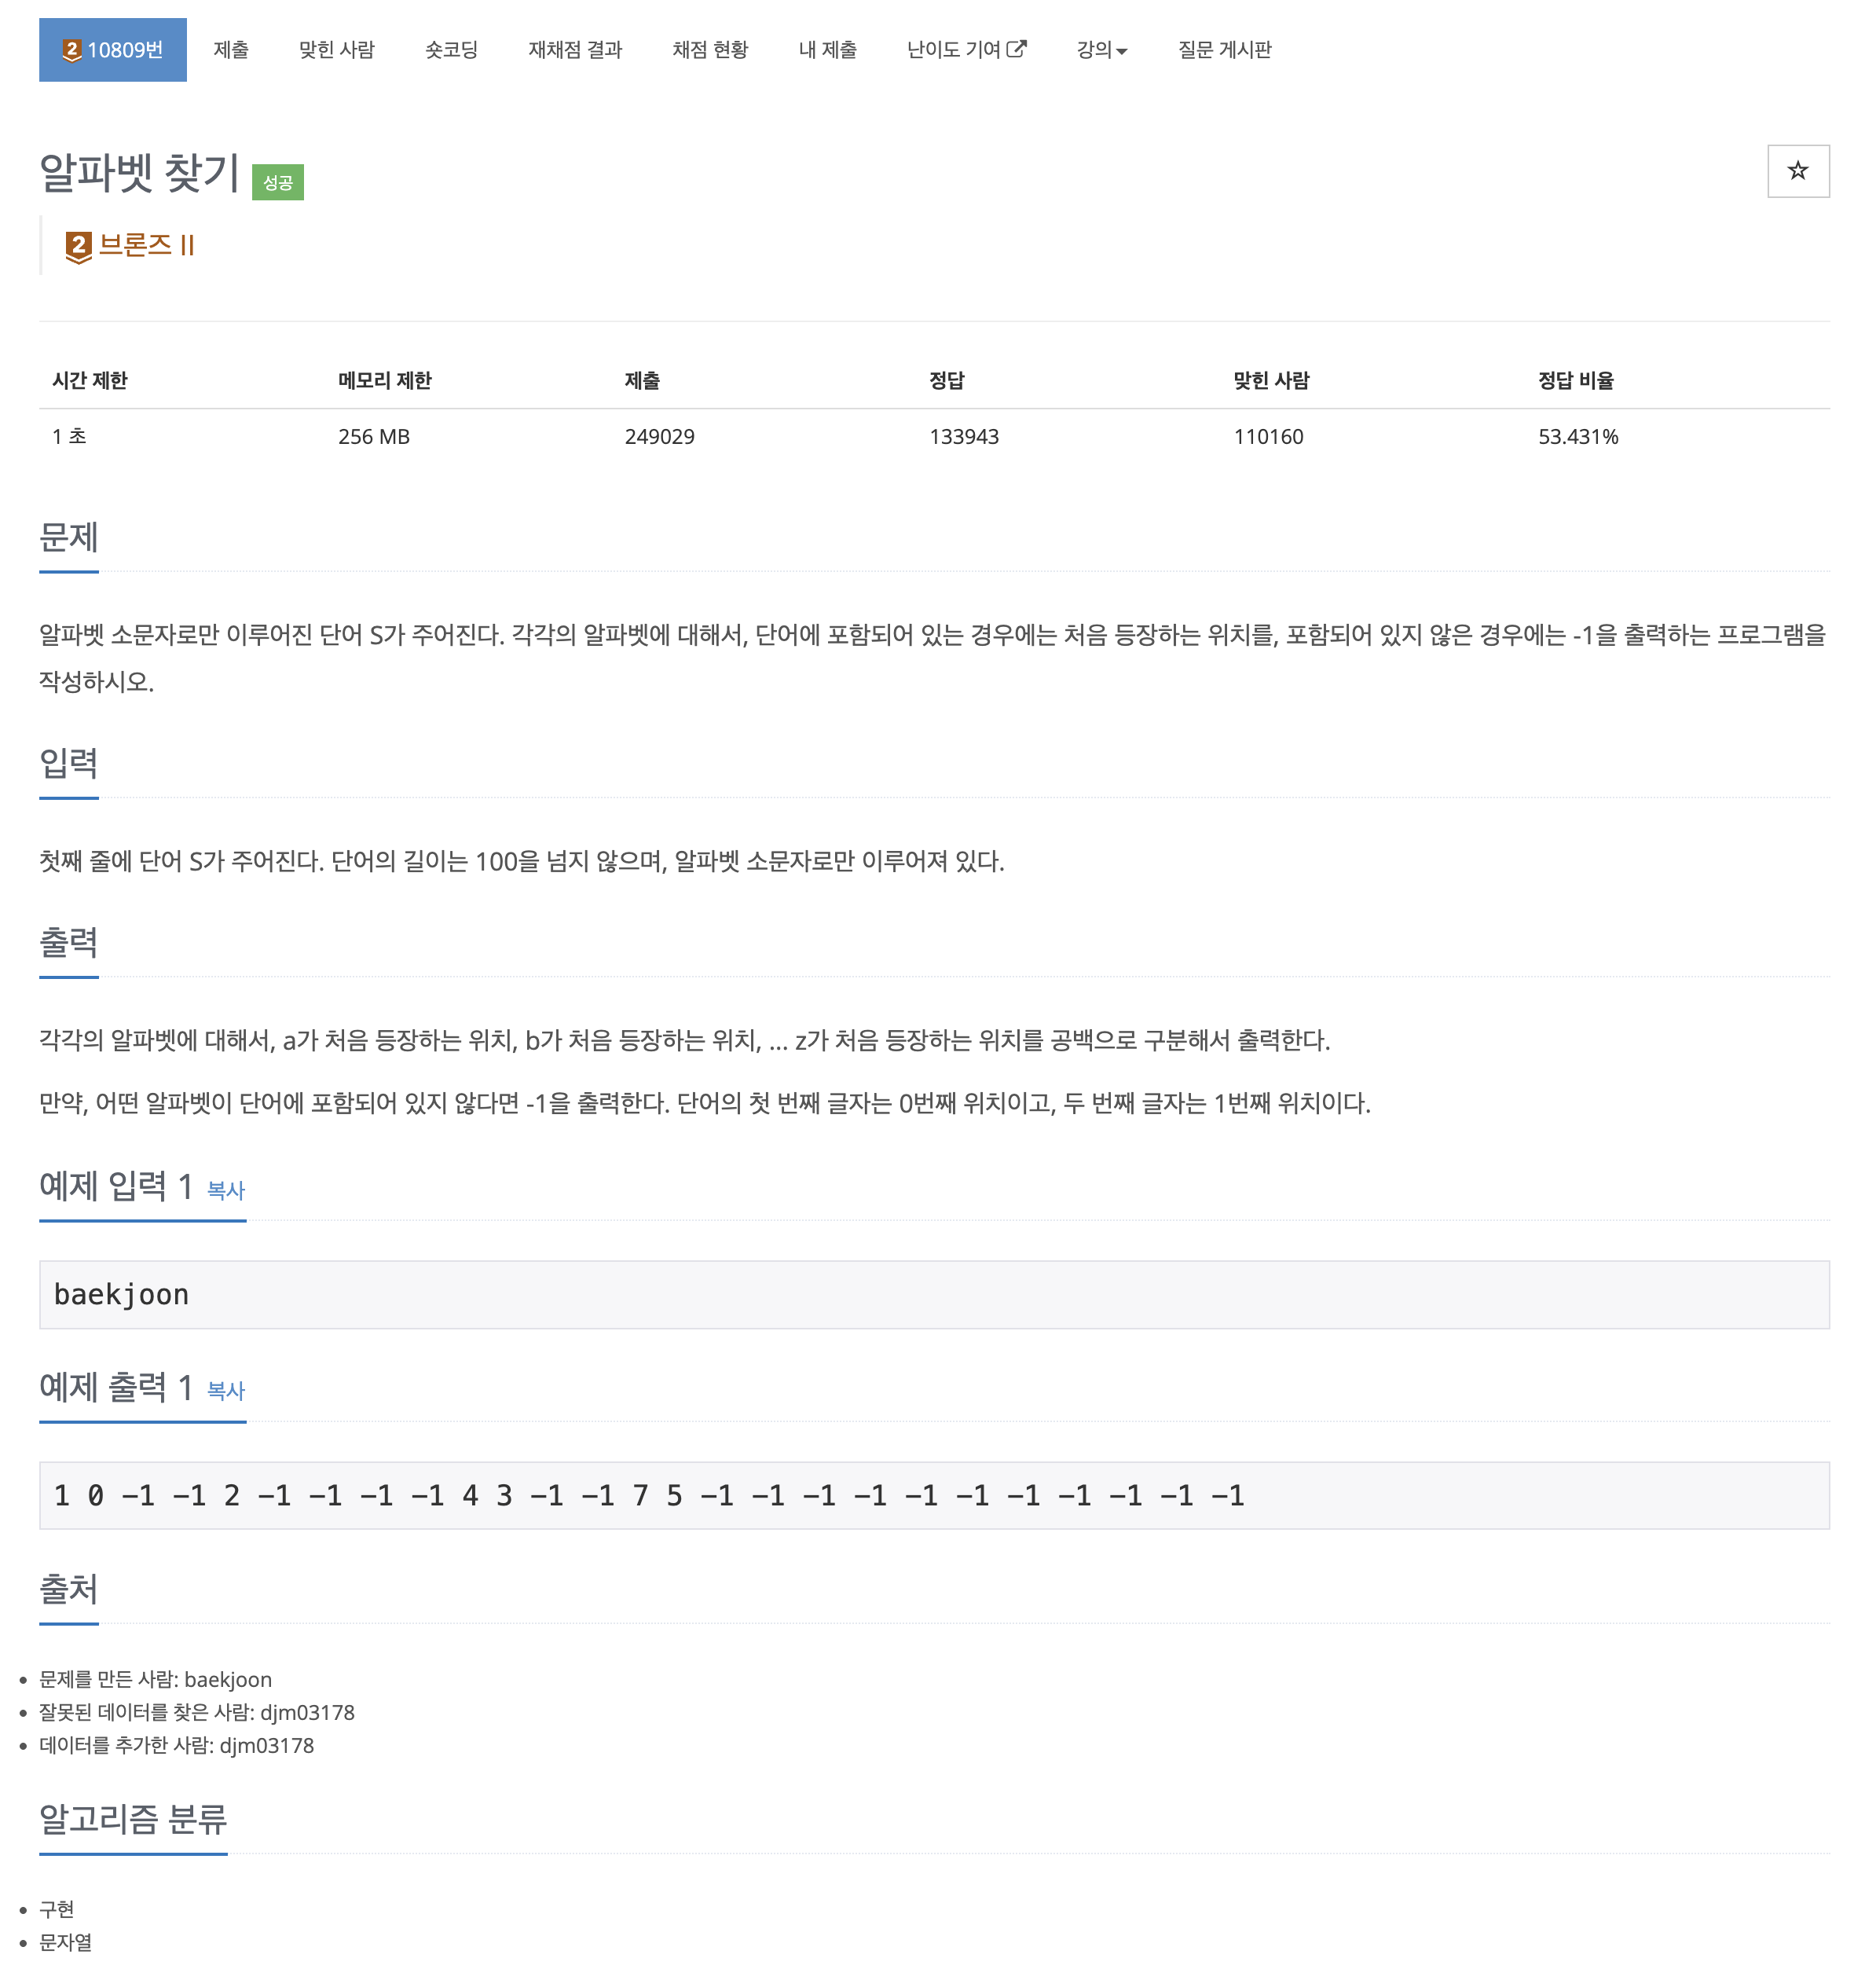 2 10809번 제출 맞힌 사람 숏코딩 재채점 결과 채점 현황 내 제출 난이도 기여 강의 질문 게시판
알파벳 찾기 성공
2 브론즈 II
시간 제한 메모리 제한 제출 정답 맞힌 사람 정답 비율
1 초 256 MB 249029 133943 110160 53.431%
문제
알파벳 소문자로만 이루어진 단어 S가 주어진다. 각각의 알파벳에 대해서, 단어에 포함되어 있는 경우에는 처음 등장하는 위치를, 포함되어 있지 않은 경우에는 -1을 출력하는 프로그램을
작성하시오.
입력
첫째 줄에 단어 S가 주어진다. 단어의 길이는 100을 넘지 않으며, 알파벳 소문자로만 이루어져 있다.
출력
각각의 알파벳에 대해서, a가 처음 등장하는 위치, b가 처음 등장하는 위치, ... z가 처음 등장하는 위치를 공백으로 구분해서 출력한다.
만약, 어떤 알파벳이 단어에 포함되어 있지 않다면 -1을 출력한다. 단어의 첫 번째 글자는 0번째 위치이고, 두 번째 글자는 1번째 위치이다.
예제 입력 1 복사
baekjoon
예제 출력 1 복사
1 0 -1 -1 2 -1 -1 -1 -1 4 3 -1 -1 7 5 -1 -1 -1 -1 -1 -1 -1 -1 -1 -1 -1
출처
문제를 만든 사람: baekjoon
잘못된 데이터를 찾은 사람: djm03178
데이터를 추가한 사람: djm03178
알고리즘 분류
구현
문자열